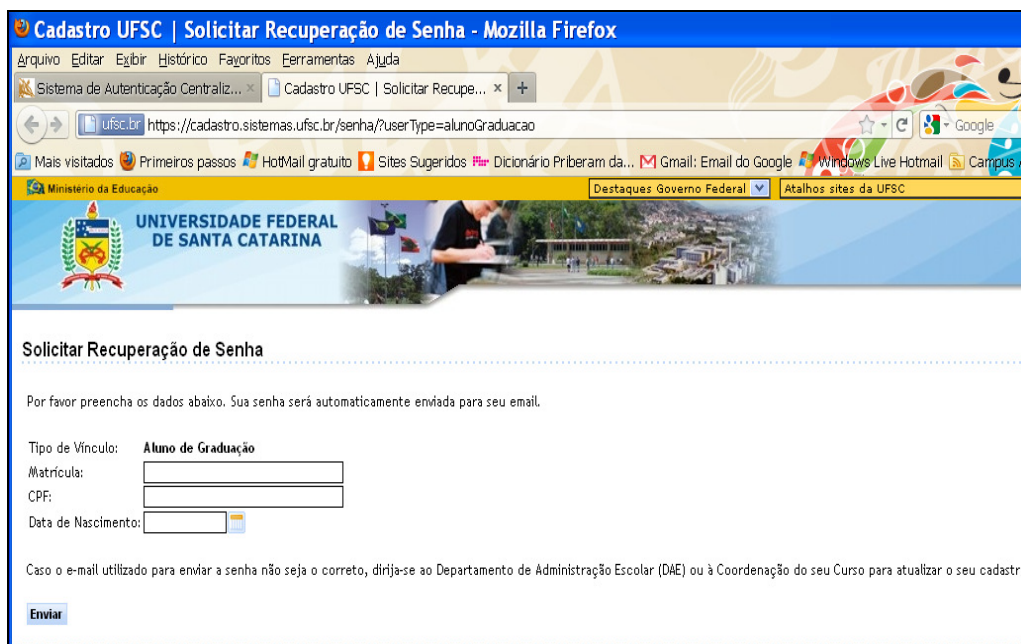 Cadastro UFSC | Solicitar Recuperação de Senha - Mozilla Firefox
Arquivo Editar Exibir Histórico Favoritos Ferramentas Ajuda
Sistema de Autenticação Centraliz... × Cadastro UFSC | Solicitar Recupe... × +
ufsc.br https://cadastro.sistemas.ufsc.br/senha/?userType=alunoGraduacao Google
Mais visitados Primeiros passos HotMail gratuito Sites Sugeridos Dicionário Priberam da... Gmail: Email do Google Windows Live Hotmail Campus
Ministério da Educação Destaques Governo Federal Atalhos sites da UFSC
UNIVERSIDADE FEDERAL
DE SANTA CATARINA
Solicitar Recuperação de Senha
Por favor preencha os dados abaixo. Sua senha será automaticamente enviada para seu email.
Tipo de Vínculo: Aluno de Graduação
Matrícula:
CPF:
Data de Nascimento:
Caso o e-mail utilizado para enviar a senha não seja o correto, dirija-se ao Departamento de Administração Escolar (DAE) ou à Coordenação do seu Curso para atualizar o seu cadastr
Enviar